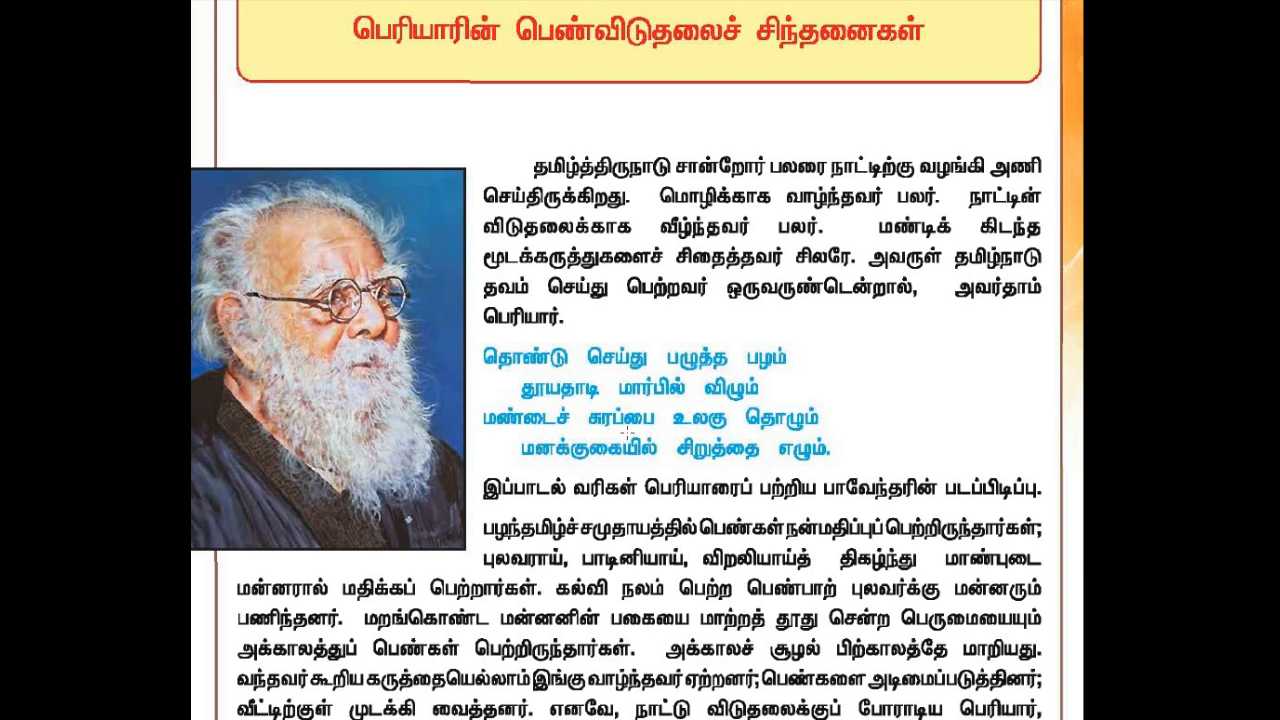 பெரியாரின் பெண்விடுதலைச் சிந்தனைகள்
தமிழ்த்திருநாடு சான்றோர் பலரை நாட்டிற்கு வழங்கி அணி
செய்திருக்கிறது. மொழிக்காக வாழ்ந்தவர் பலர். நாட்டின்
விடுதலைக்காக வீழ்ந்தவர் பலர். மண்டிக் கிடந்த
மூடக்கருத்துகளைச் சிதைத்தவர் சிலரே. அவருள் தமிழ்நாடு
தவம் செய்து பெற்றவர் ஒருவருண்டென்றால், அவர்தாம்
பெரியார்.
தொண்டு செய்து பழுத்த பழம்
தூயதாடி மார்பில் விழும்
மண்டைச் சுரப்பை உலகு தொழும்
மனக்குகையில் சிறுத்தை எழும்.
இப்பாடல் வரிகள் பெரியாரைப் பற்றிய பாவேந்தரின் படப்பிடிப்பு.
பழந்தமிழ்ச் சமுதாயத்தில் பெண்கள் நன்மதிப்புப் பெற்றிருந்தார்கள்;
புலவராய், பாடினியாய், விறலியாய்த் திகழ்ந்து மாண்புடை
மன்னரால் மதிக்கப் பெற்றார்கள். கல்வி நலம் பெற்ற பெண்பாற் புலவர்க்கு மன்னரும்
பணிந்தனர். மறங்கொண்ட மன்னனின் பகையை மாற்றத் தூது சென்ற பெருமையையும்
அக்காலத்துப் பெண்கள் பெற்றிருந்தார்கள். அக்காலச் சூழல் பிற்காலத்தே மாறியது.
வந்தவர் கூறிய கருத்தையெல்லாம் இங்கு வாழ்ந்தவர் ஏற்றனர்; பெண்களை அடிமைப்படுத்தினர்;
வீட்டிற்குள் முடக்கி வைத்தனர். எனவே, நாட்டு விடுதலைக்குப் போராடிய பெரியார்,